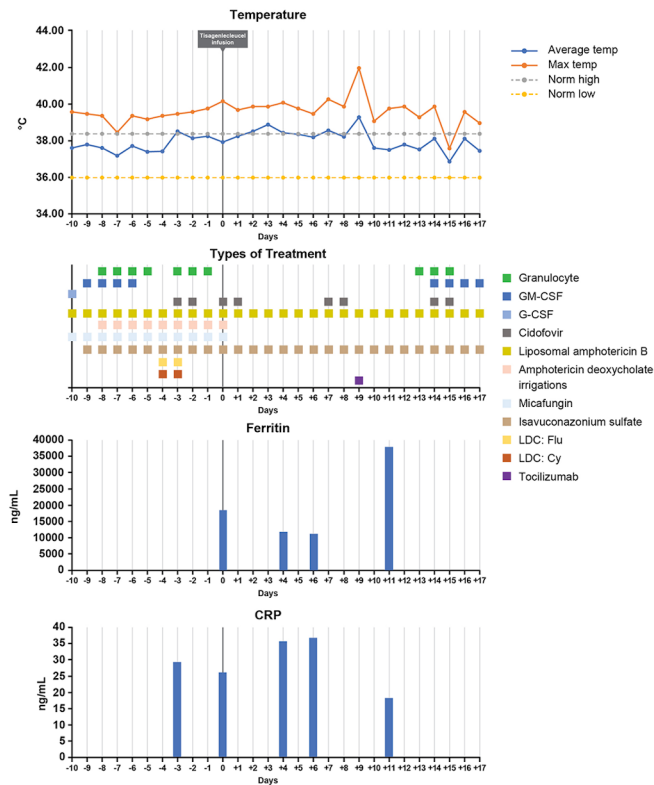 Temperature
Tisagenlecleucel
Infusion
44.00
42.00
40.00
38.00
36.00
34.00
°C
-10 -9 -8 -7 -6 -5 -4 -3 -2 -1 0 +1 +2 +3 +4 +5 +6 +7 +8 +9 +10 +11 +12 +13 +14 +15 +16 +17
Days
Average temp
Max temp
Norm high
Norm low
Types of Treatment
-10 -9 -8 -7 -6 -5 -4 -3 -2 -1 0 +1 +2 +3 +4 +5 +6 +7 +8 +9 +10 +11 +12 +13 +14 +15 +16 +17
Days
Granulocyte
GM-CSF
G-CSF
Cidofovir
Liposomal amphotericin B
Amphotericin deoxycholate
irrigations
Micafungin
Isavuconazonium sulfate
LDC: Flu
LDC: Cy
Tocilizumab
Ferritin
40000
35000
30000
25000
20000
15000
10000
5000
0
ng/mL
-10 -9 -8 -7 -6 -5 -4 -3 -2 -1 0 +1 +2 +3 +4 +5 +6 +7 +8 +9 +10 +11 +12 +13 +14 +15 +16 +17
Days
CRP
40
35
30
25
20
15
10
5
0
ng/mL
-10 -9 -8 -7 -6 -5 -4 -3 -2 -1 0 +1 +2 +3 +4 +5 +6 +7 +8 +9 +10 +11 +12 +13 +14 +15 +16 +17
Days